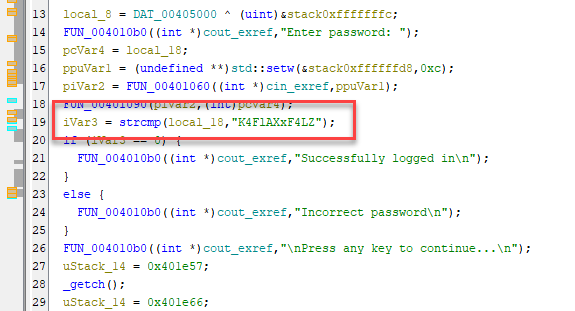 13 local_8 = DAT_00405000 ^ (uint)&stack0xfffffffc;
14 FUN_004010b0((int *)cout_exref,"Enter password: ");
15 pcVar4 = local_18;
16 ppuVar1 = (undefined **)std::setw(&stack0xffffffd8,0xc);
17 piVar2 = FUN_00401060((int *)cin_exref,ppuVar1);
18 FUN_00401090(piVar2,(int)pcVar4);
19 iVar3 = strcmp(local_18,"K4FlAXxF4LZ");
20 if (iVar3 == 0) {
21 FUN_004010b0((int *)cout_exref,"Successfully logged in\n");
22 }
23 else {
24 FUN_004010b0((int *)cout_exref,"Incorrect password\n");
25 }
26 FUN_004010b0((int *)cout_exref,"\nPress any key to continue...\n");
27 uStack_14 = 0x401e57;
28 _getch();
29 uStack_14 = 0x401e66;